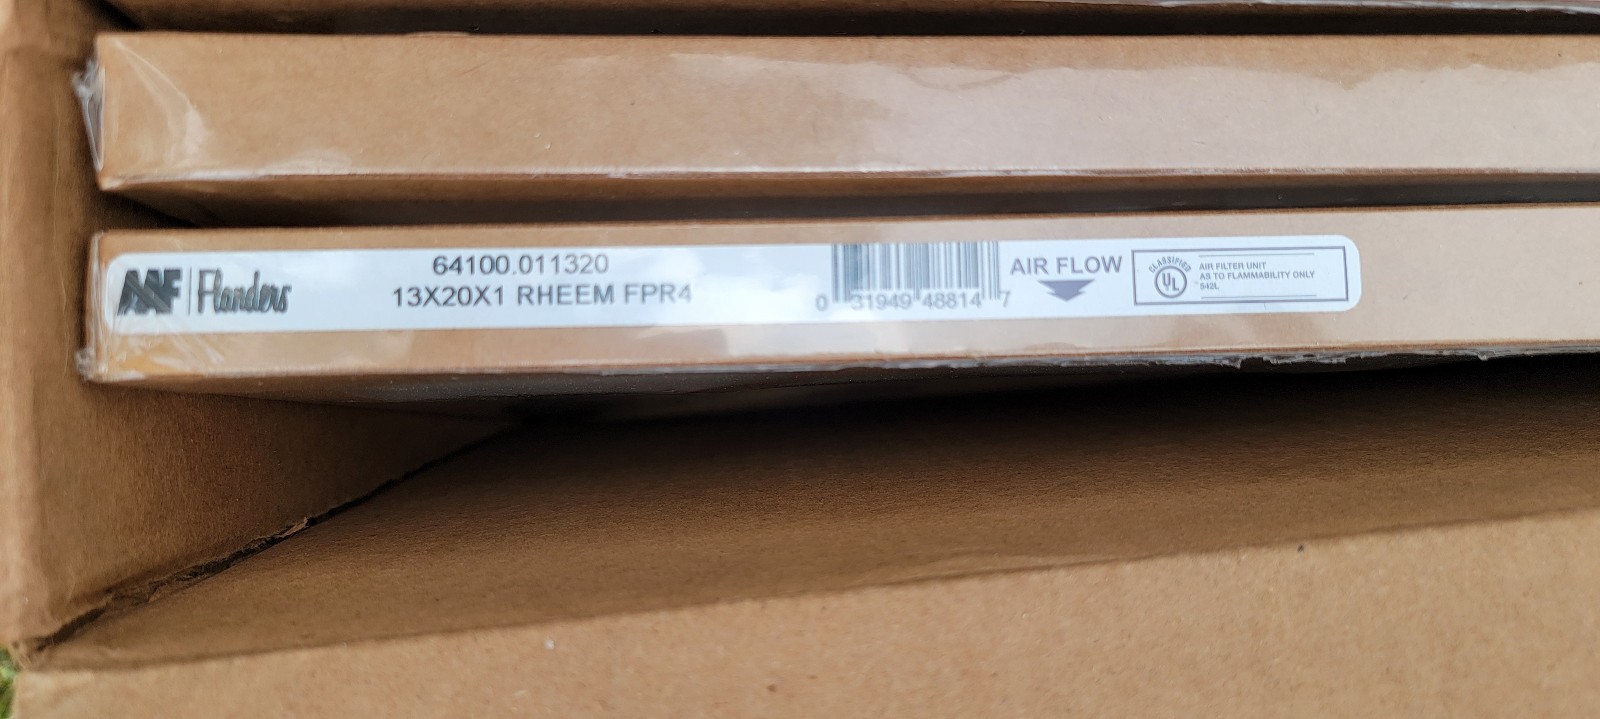 AAF Flanders
64100.011320
13X20X1 RHEEM FPR4
0 31949 48814 7
AIR FLOW
CLASSIFIED
UL
AIR FILTER UNIT
AS TO FLAMMABILITY ONLY
942L